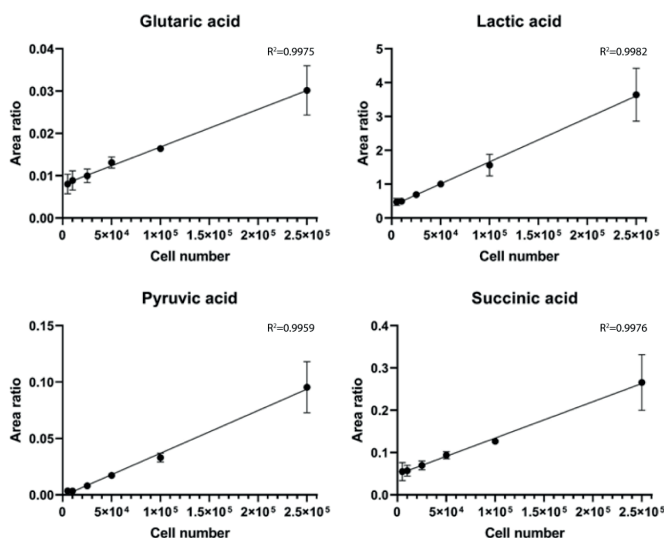 Glutaric acid
R²=0.9975
Area ratio
0.04
0.03
0.02
0.01
0.00
0
5×10⁴
1×10⁵
1.5×10⁵
2×10⁵
2.5×10⁵
Cell number
Lactic acid
R²=0.9982
Area ratio
5
4
3
2
1
0
0
5×10⁴
1×10⁵
1.5×10⁵
2×10⁵
2.5×10⁵
Cell number
Pyruvic acid
R²=0.9959
Area ratio
0.15
0.10
0.05
0.00
0
5×10⁴
1×10⁵
1.5×10⁵
2×10⁵
2.5×10⁵
Cell number
Succinic acid
R²=0.9976
Area ratio
0.4
0.3
0.2
0.1
0.0
0
5×10⁴
1×10⁵
1.5×10⁵
2×10⁵
2.5×10⁵
Cell number